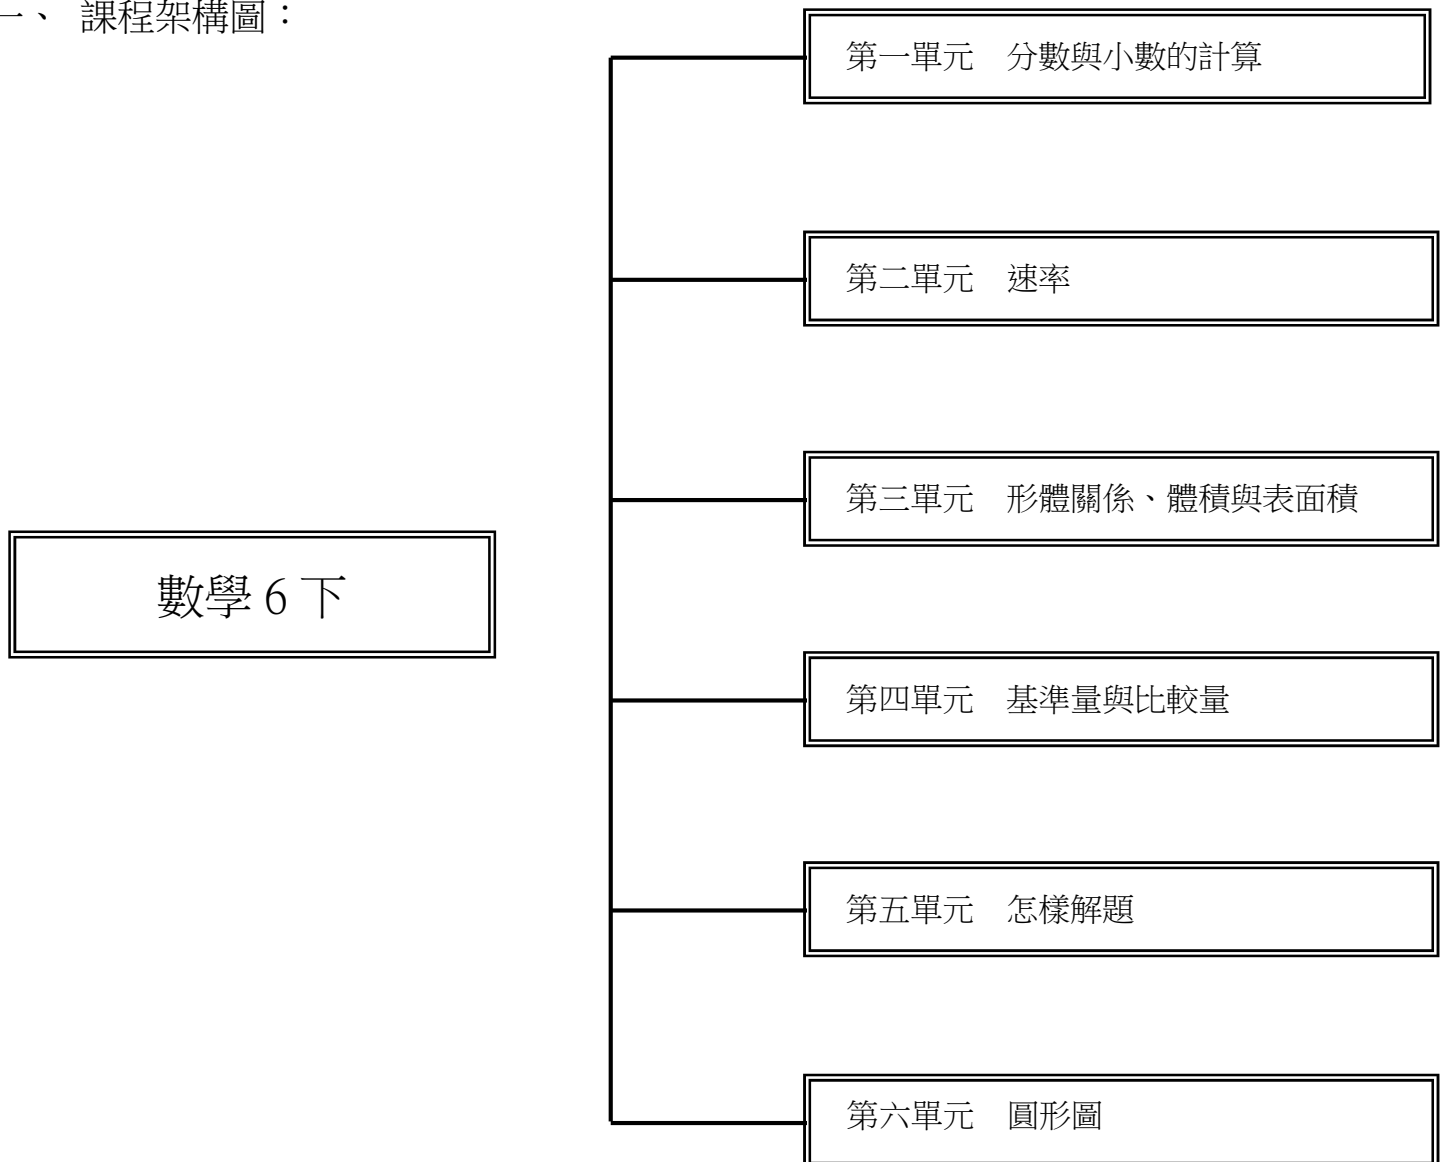 一、 課程架構圖：
第一單元　分數與小數的計算
第二單元　速率
第三單元　形體關係、體積與表面積
數學 6 下
第四單元　基準量與比較量
第五單元　怎樣解題
第六單元　圓形圖